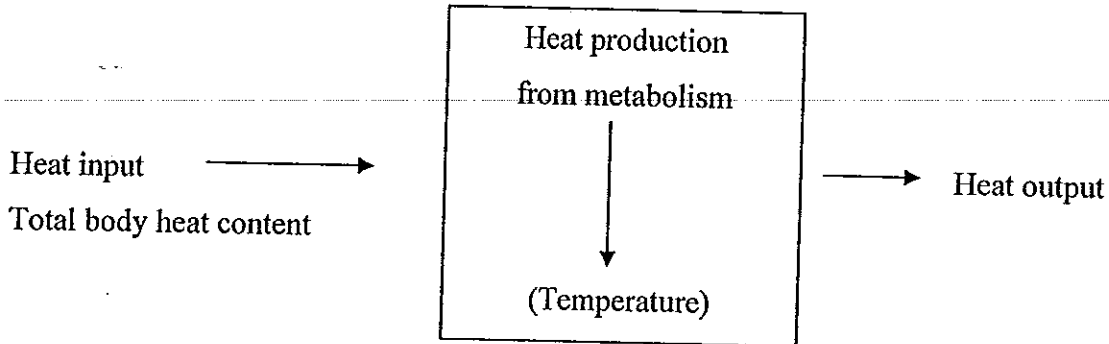 Heat production
from metabolism
Heat input
Total body heat content
Heat output
(Temperature)